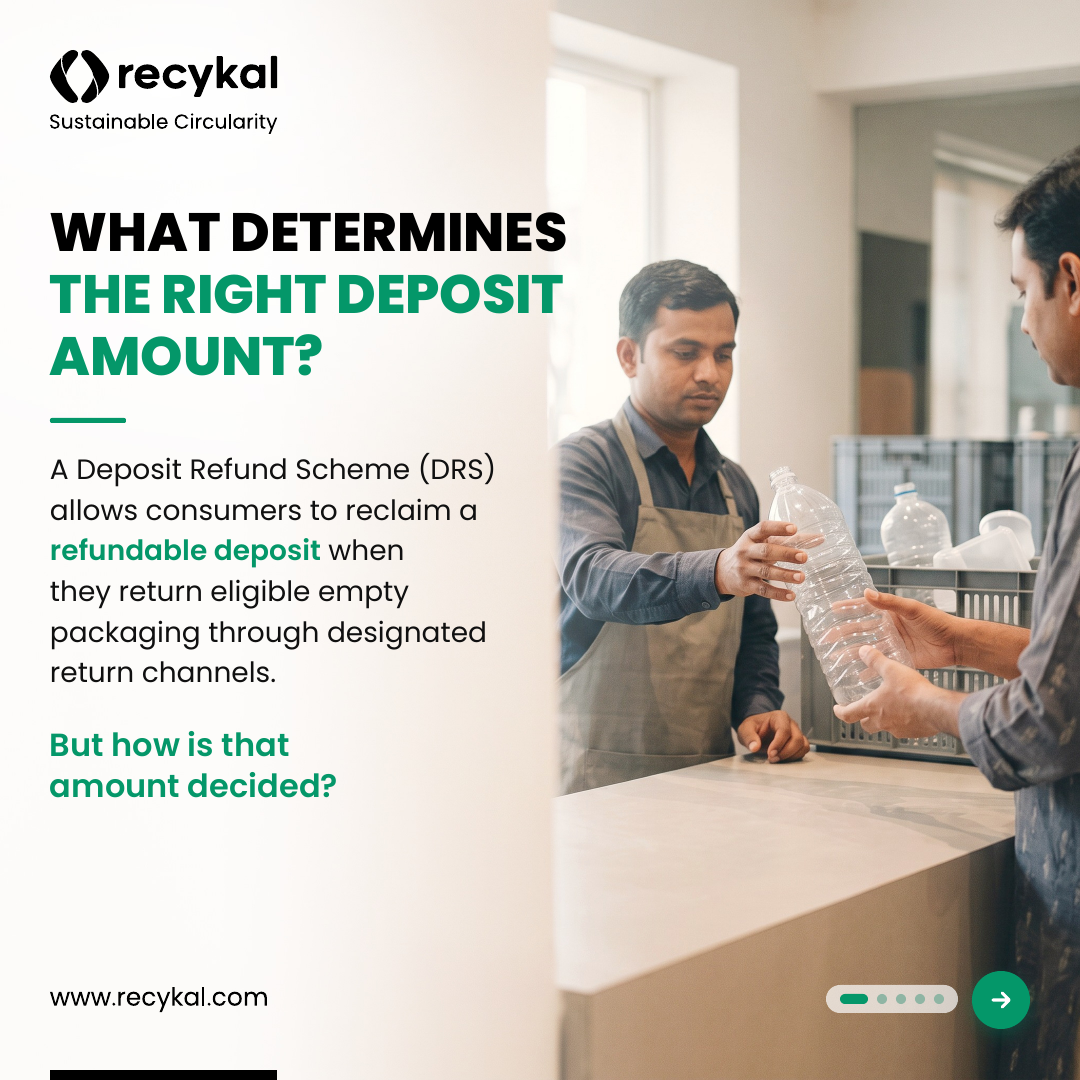 recykal
Sustainable Circularity
WHAT DETERMINES
THE RIGHT DEPOSIT
AMOUNT?
A Deposit Refund Scheme (DRS)
allows consumers to reclaim a
refundable deposit when
they return eligible empty
packaging through designated
return channels.
But how is that
amount decided?
www.recykal.com